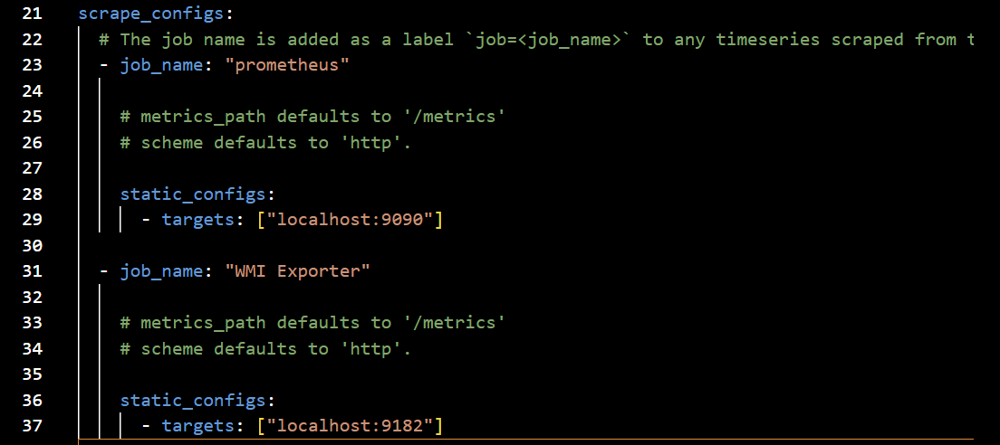 21 scrape_configs:
22 # The job name is added as a label `job=<job_name>` to any timeseries scraped from
23 - job_name: "prometheus"
24
25 # metrics_path defaults to '/metrics'
26 # scheme defaults to 'http'.
27
28 static_configs:
29 - targets: ["localhost:9090"]
30
31 - job_name: "WMI Exporter"
32
33 # metrics_path defaults to '/metrics'
34 # scheme defaults to 'http'.
35
36 static_configs:
37 - targets: ["localhost:9182"]